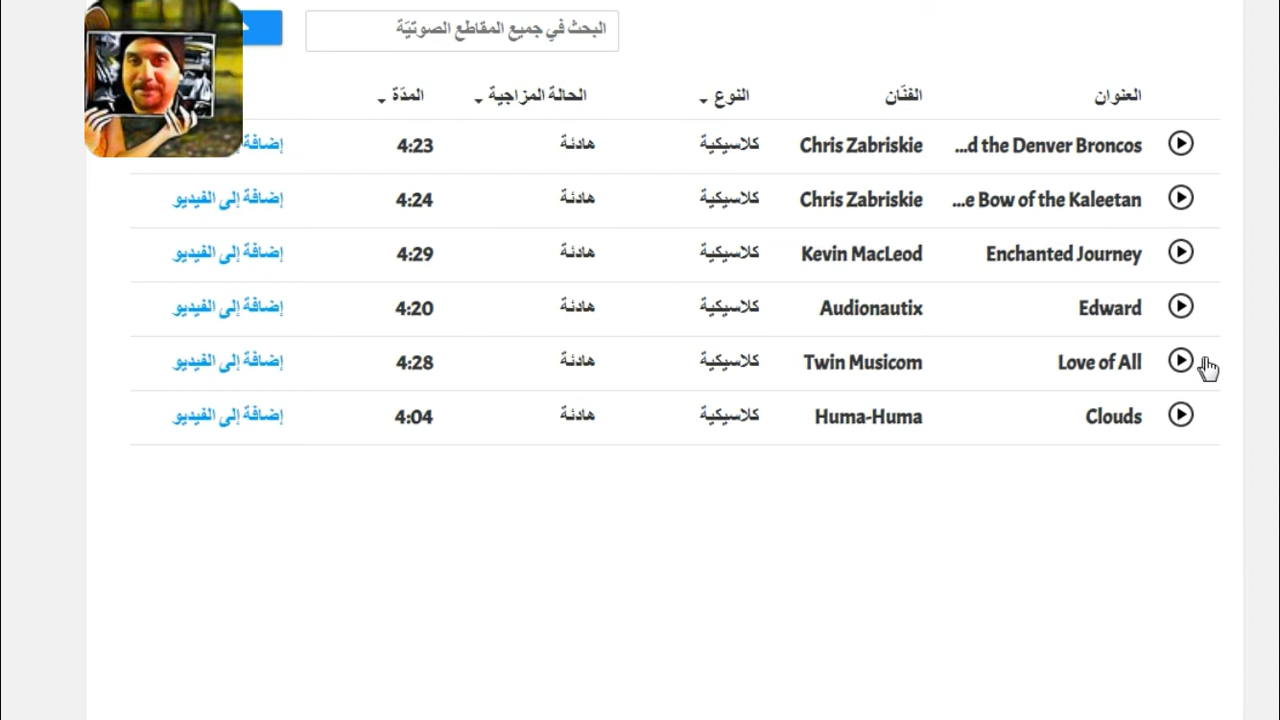 البحث في جميع المقاطع الصوتيّة
العنوان الفنّان النوع الحالة المزاجية المدّة
...d the Denver Broncos Chris Zabriskie كلاسيكية هادئة 4:23 إضافة إ
...e Bow of the Kaleetan Chris Zabriskie كلاسيكية هادئة 4:24 إضافة إلى الفيديو
Enchanted Journey Kevin MacLeod كلاسيكية هادئة 4:29 إضافة إلى الفيديو
Edward Audionautix كلاسيكية هادئة 4:20 إضافة إلى الفيديو
Love of All Twin Musicom كلاسيكية هادئة 4:28 إضافة إلى الفيديو
Clouds Huma-Huma كلاسيكية هادئة 4:04 إضافة إلى الفيديو